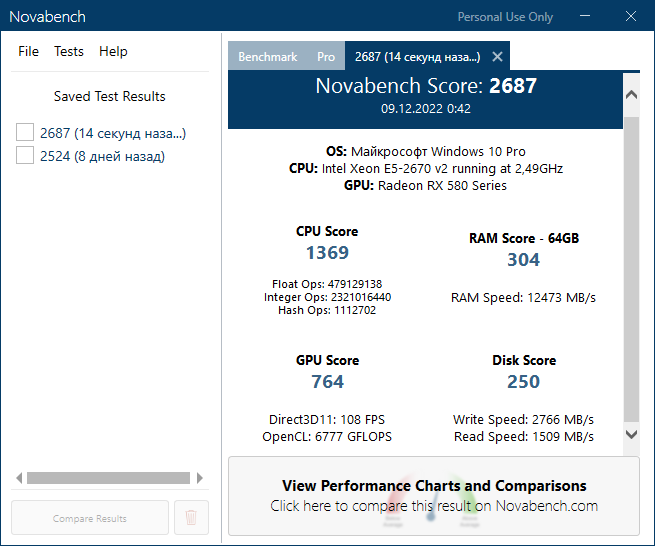 Novabench
Personal Use Only
File Tests Help
Saved Test Results
2687 (14 секунд наза...)
2524 (8 дней назад)
Compare Results
Benchmark Pro 2687 (14 секунд наза...)
Novabench Score: 2687
09.12.2022 0:42
OS: Майкрософт Windows 10 Pro
CPU: Intel Xeon E5-2670 v2 running at 2,49GHz
GPU: Radeon RX 580 Series
CPU Score
1369
Float Ops: 479129138
Integer Ops: 2321016440
Hash Ops: 1112702
RAM Score - 64GB
304
RAM Speed: 12473 MB/s
GPU Score
764
Direct3D11: 108 FPS
OpenCL: 6777 GFLOPS
Disk Score
250
Write Speed: 2766 MB/s
Read Speed: 1509 MB/s
View Performance Charts and Comparisons
Click here to compare this result on Novabench.com